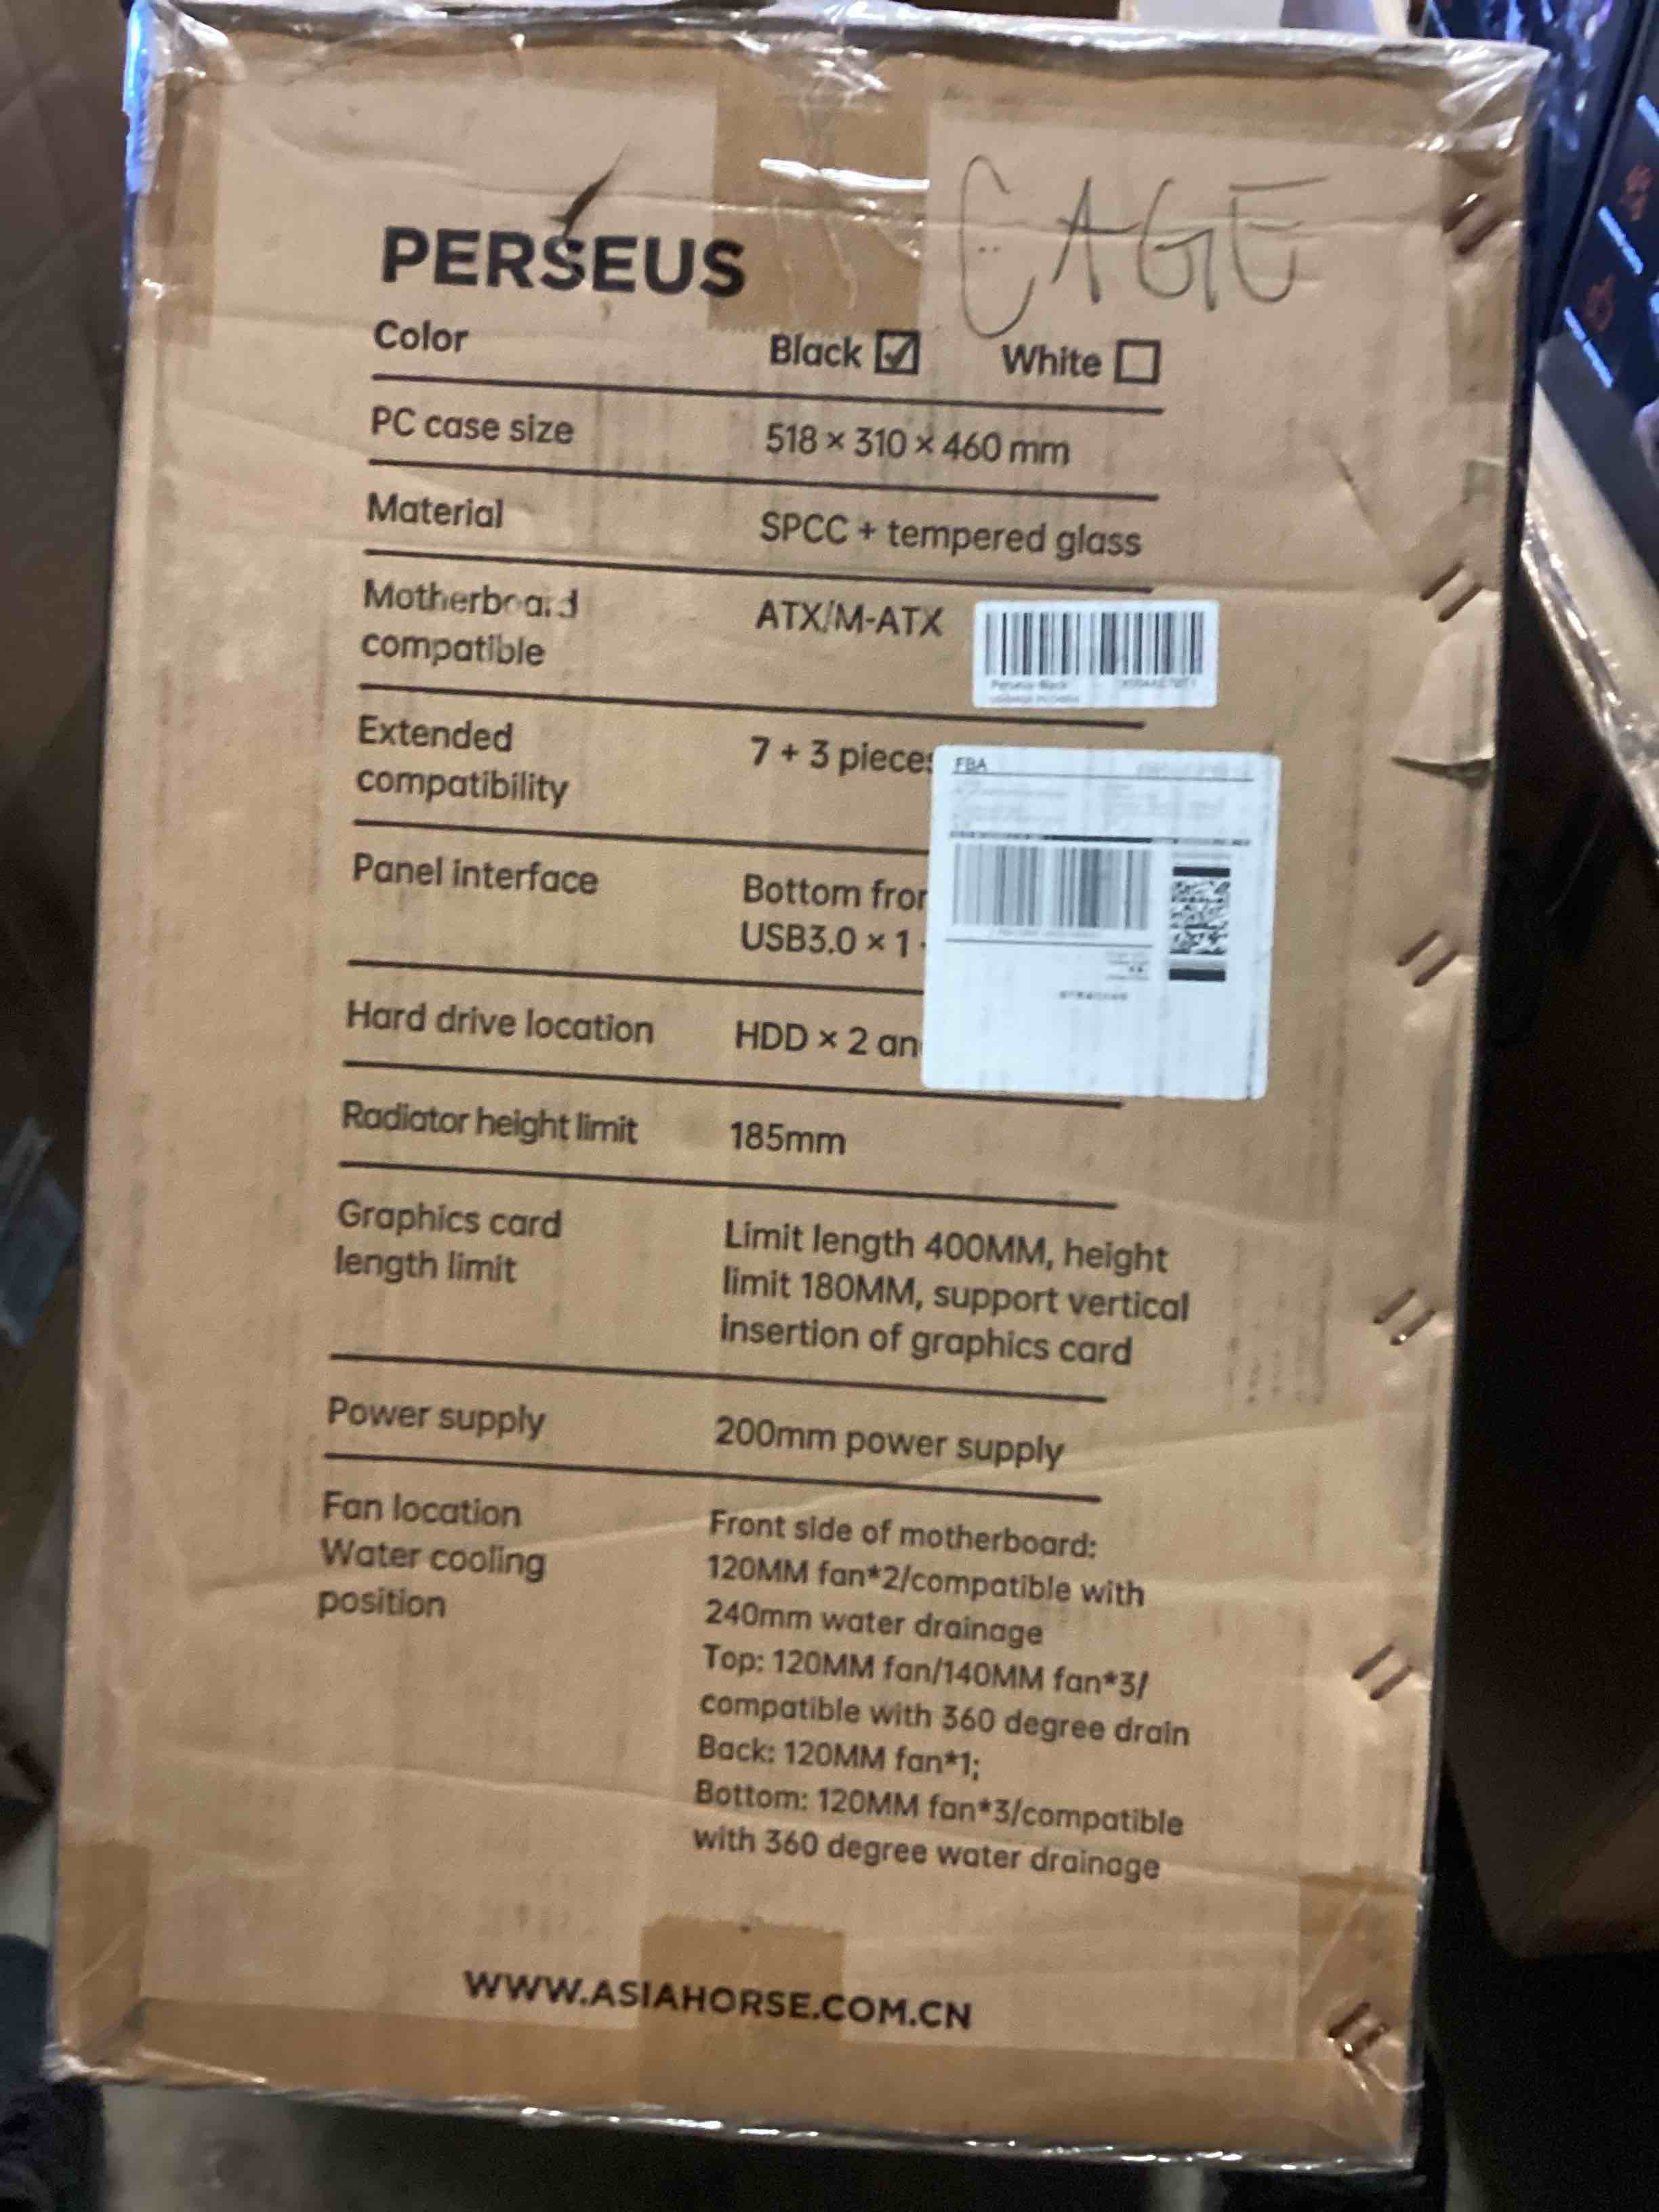 CAGE
PERSEUS
Color Black White
PC case size 518 × 310 × 460 mm
Material SPCC + tempered glass
Motherboard
compatible ATX/M-ATX
Perseus-Black
Extended
compatibility 7 + 3 pieces
FBA
Panel interface Bottom
USB3.0 × 1
Hard drive location HDD × 2
Radiator height limit 185mm
Graphics card
length limit
Limit length 400MM, height
limit 180MM, support vertical
insertion of graphics card
Power supply 200mm power supply
Fan location
Water cooling
position
Front side of motherboard:
120MM fan*2/compatible with
240mm water drainage
Top: 120MM fan/140MM fan*3/
compatible with 360 degree drain
Back: 120MM fan*1;
Bottom: 120MM fan*3/compatible
with 360 degree water drainage
WWW.ASIAHORSE.COM.CN